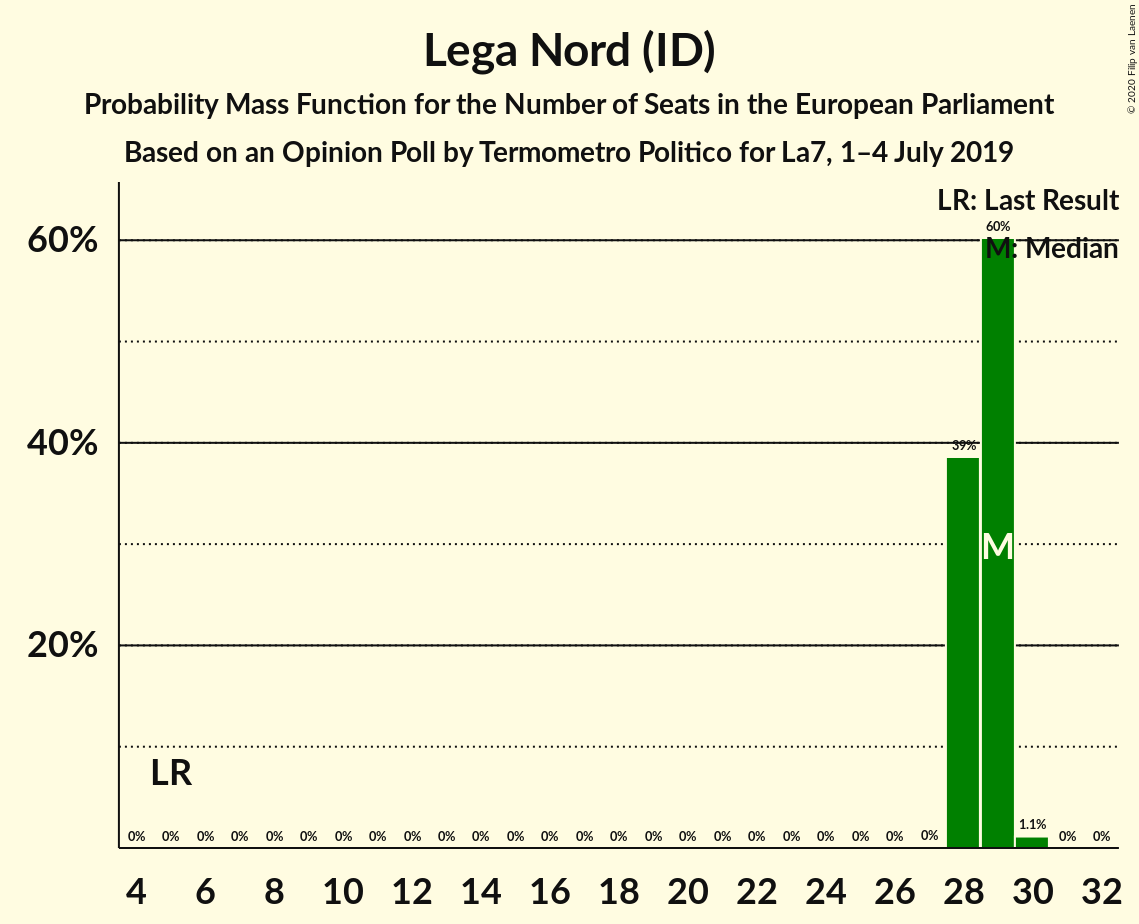 Lega Nord (ID)
Probability Mass Function for the Number of Seats in the European Parliament
Based on an Opinion Poll by Termometro Politico for La7, 1–4 July 2019
© 2020 Filip van Laenen
LR: Last Result
M: Median
60%
40%
20%
60%
39%
M
LR
0% 0% 0% 0% 0% 0% 0% 0% 0% 0% 0% 0% 0% 0% 0% 0% 0% 0% 0% 0% 0% 0% 0% 0% 1.1% 0% 0%
4 6 8 10 12 14 16 18 20 22 24 26 28 30 32